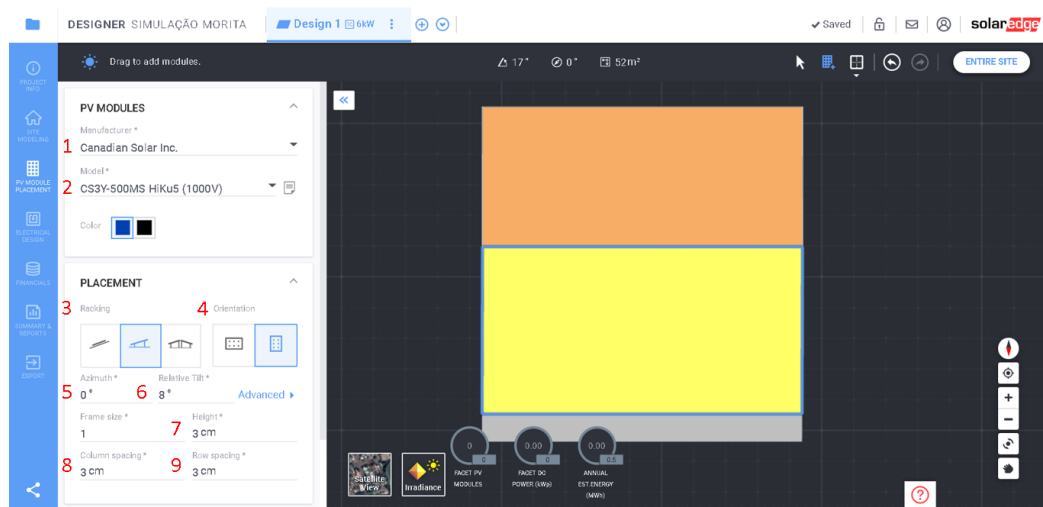 DESIGNER SIMULAÇÃO MORITA
Design 1 6kW
Saved
solaredge
Drag to add modules.
17° 0° 52m²
ENTIRE SITE
PROJECT
INFO
SITE
MODELING
PV MODULE
PLACEMENT
ELECTRICAL
DESIGN
FINANCIALS
SUMMARY &
REPORTS
EXPORT
PV MODULES
Manufacturer *
1 Canadian Solar Inc.
Model *
2 CS3Y-500MS HiKu5 (1000V)
Color
PLACEMENT
3 Racking 4 Orientation
Azimuth * Relative Tilt *
5 0° 6 8° Advanced
Frame size * Height *
1 7 3 cm
Column spacing * Row spacing *
8 3 cm 9 3 cm
Satellite
View
Irradiance
0
0
FACET PV
MODULES
0.00
0
FACET DC
POWER (kWp)
0.00
0.5
ANNUAL
EST.ENERGY
(MWh)
?